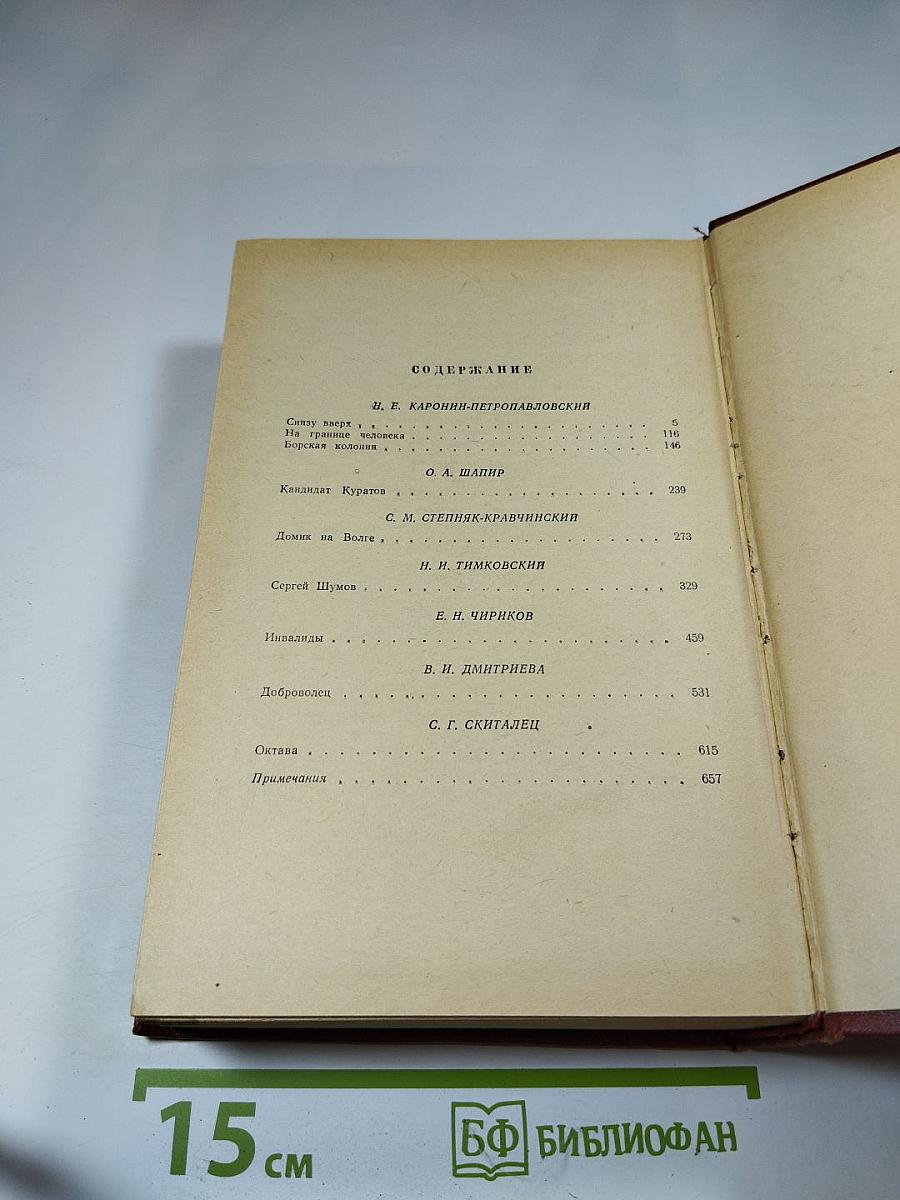 СОДЕРЖАНИЕ
Н. Е. КАРОНИН-ПЕТРОПАВЛОВСКИЙ
Снизу вверх . . . . . . . . . . . . . . . . . . 5
На границе человека . . . . . . . . . . . . . . . 116
Борская колония . . . . . . . . . . . . . . . . . 146
О. А. ШАПИР
Кандидат Куратов . . . . . . . . . . . . . . . . 239
С. М. СТЕПНЯК-КРАВЧИНСКИЙ
Домик на Волге . . . . . . . . . . . . . . . . . 273
Н. И. ТИМКОВСКИЙ
Сергей Шумов . . . . . . . . . . . . . . . . . 329
Е. Н. ЧИРИКОВ
Инвалиды . . . . . . . . . . . . . . . . . . . 459
В. И. ДМИТРИЕВА
Доброволец . . . . . . . . . . . . . . . . . . 531
С. Г. СКИТАЛЕЦ
Октава . . . . . . . . . . . . . . . . . . . . 615
Примечания . . . . . . . . . . . . . . . . . . 657
15 см
БФ БИБЛИОФАН